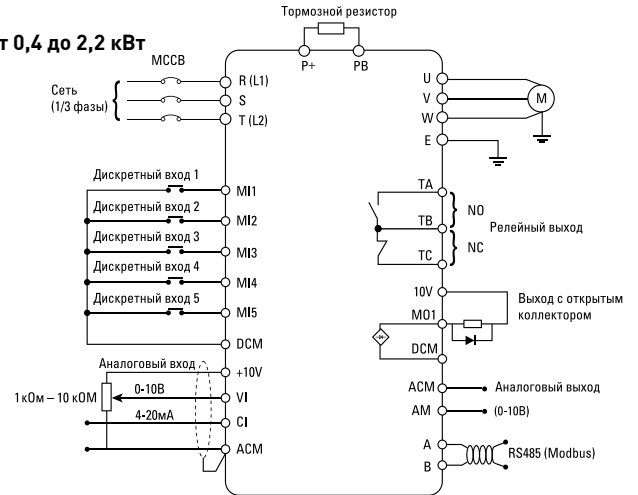 Тормозной резистор
т 0,4 до 2,2 кВт
P+ PB
MCCB
Сеть
(1/3 фазы)
R (L1)
S
T (L2)
U
V
W
E
M
Дискретный вход 1
MI1
Дискретный вход 2
MI2
Дискретный вход 3
MI3
Дискретный вход 4
MI4
Дискретный вход 5
MI5
DCM
TA
TB
TC
NO
NC
Релейный выход
10V
MO1
DCM
Выход с открытым
коллектором
Аналоговый вход
+10V
1 кОм – 10 кОМ
0-10В
VI
4-20мА
CI
ACM
ACM
Аналоговый выход
AM
(0-10В)
A
B
RS485 (Modbus)